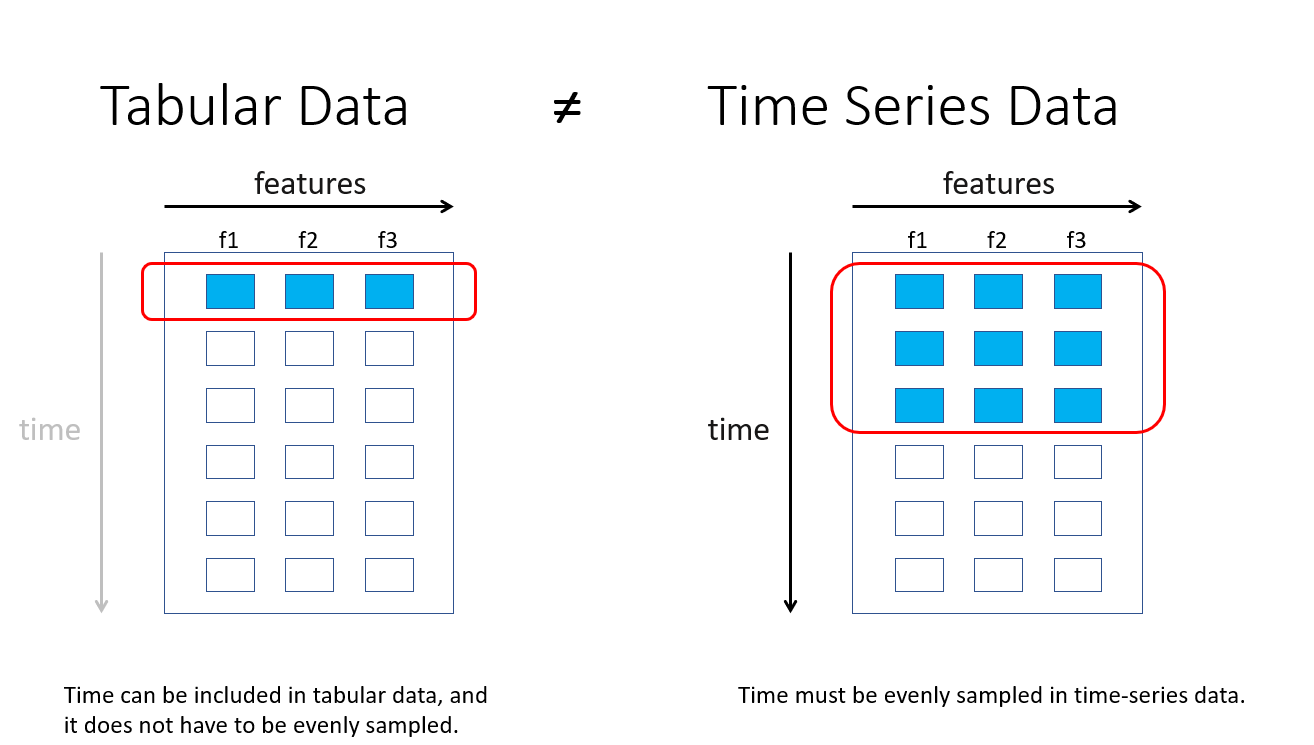 Tabular Data ≠ Time Series Data
features features
f1 f2 f3 f1 f2 f3
time time
Time can be included in tabular data, and
it does not have to be evenly sampled.
Time must be evenly sampled in time-series data.